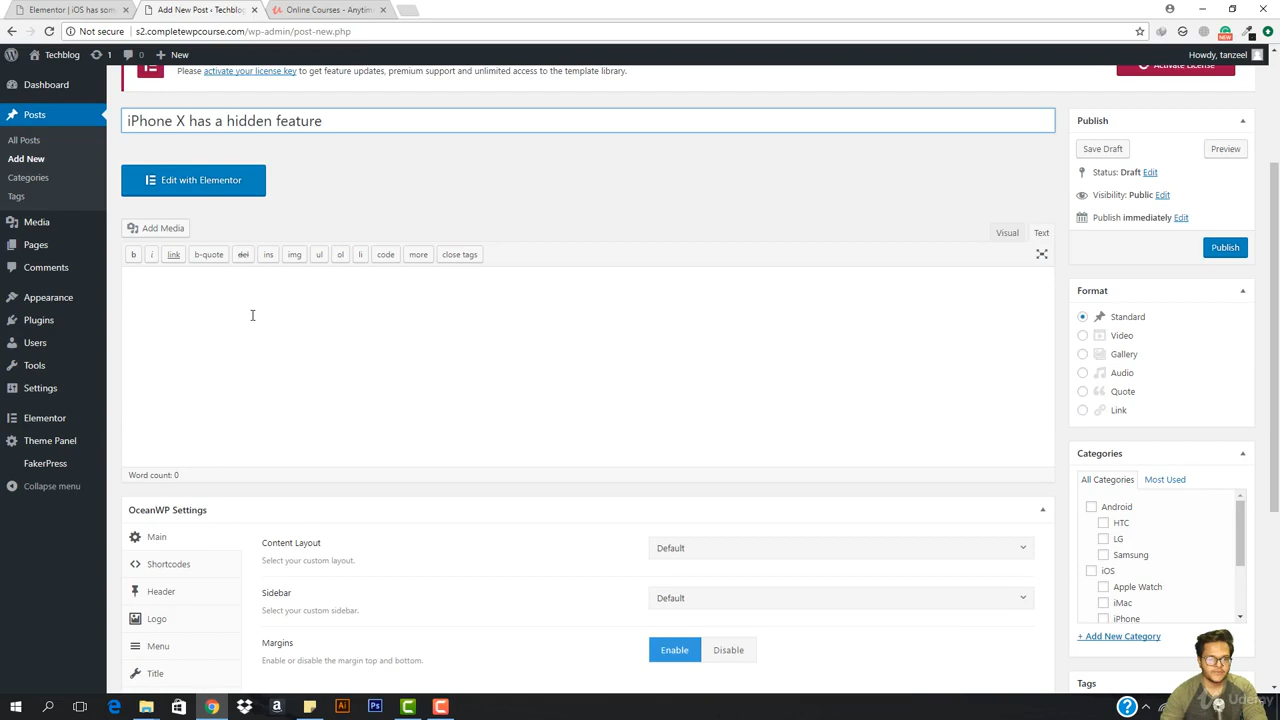 Elementor | iOS has som
Add New Post ‹ Techblog
Online Courses - Anytim
Not secure s2.completewpcourse.com/wp-admin/post-new.php
NEW
Techblog 1 0 New Howdy, tanzeel
Please activate your license key to get feature updates, premium support and unlimited access to the template library.
Activate License
Dashboard
Posts
All Posts
Add New
Categories
Tags
Media
Pages
Comments
Appearance
Plugins
Users
Tools
Settings
Elementor
Theme Panel
FakerPress
Collapse menu
iPhone X has a hidden feature
Edit with Elementor
Add Media
Visual Text
b i link b-quote del ins img ul ol li code more close tags
Word count: 0
OceanWP Settings
Main
Shortcodes
Header
Logo
Menu
Title
Content Layout
Select your custom layout.
Default
Sidebar
Select your custom sidebar.
Default
Margins
Enable or disable the margin top and bottom.
Enable Disable
Publish
Save Draft Preview
Status: Draft Edit
Visibility: Public Edit
Publish immediately Edit
Publish
Format
Standard
Video
Gallery
Audio
Quote
Link
Categories
All Categories Most Used
Android
HTC
LG
Samsung
iOS
Apple Watch
iMac
iPhone
+ Add New Category
Tags
Udemy